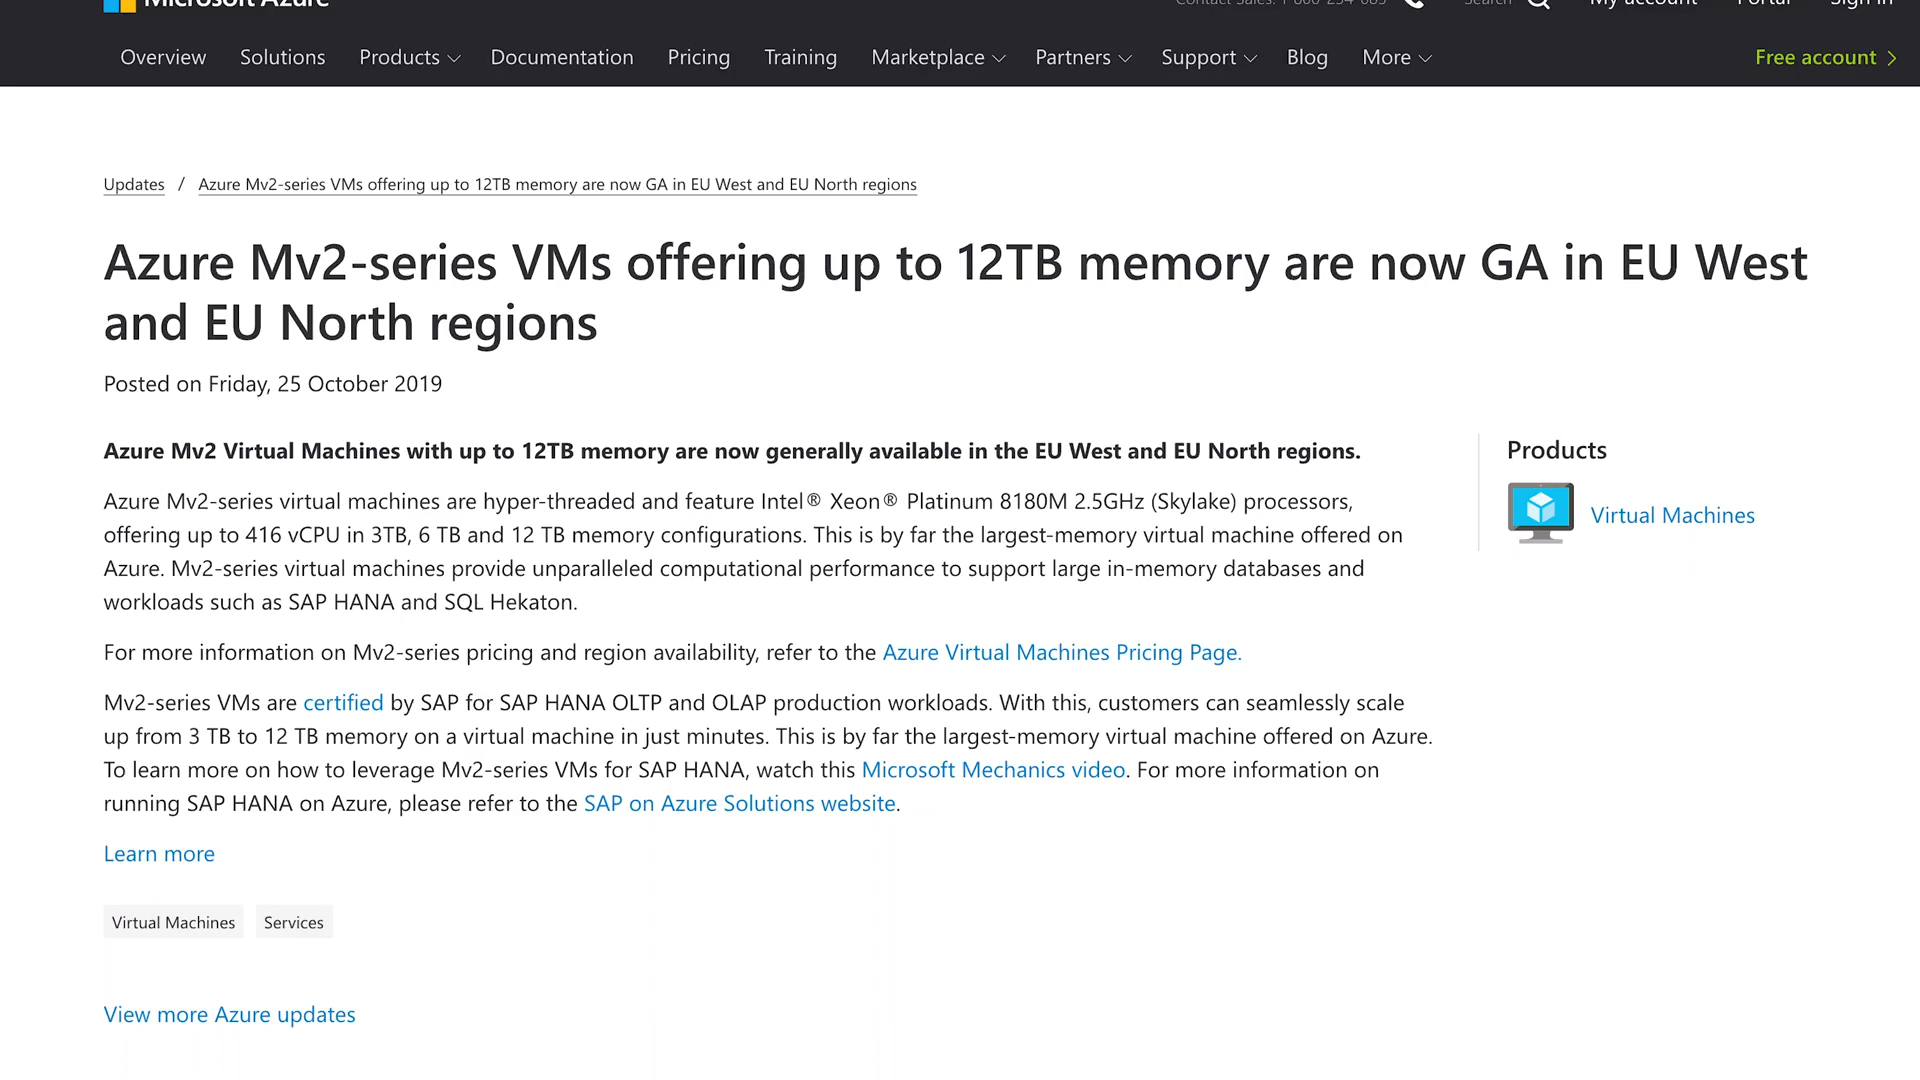 Microsoft Azure
Contact Sales: 1-800-254-085
Search
My account
Portal
Sign in
Overview
Solutions
Products
Documentation
Pricing
Training
Marketplace
Partners
Support
Blog
More
Free account
Updates / Azure Mv2-series VMs offering up to 12TB memory are now GA in EU West and EU North regions
Azure Mv2-series VMs offering up to 12TB memory are now GA in EU West
and EU North regions
Posted on Friday, 25 October 2019
Azure Mv2 Virtual Machines with up to 12TB memory are now generally available in the EU West and EU North regions.
Azure Mv2-series virtual machines are hyper-threaded and feature Intel® Xeon® Platinum 8180M 2.5GHz (Skylake) processors,
offering up to 416 vCPU in 3TB, 6 TB and 12 TB memory configurations. This is by far the largest-memory virtual machine offered on
Azure. Mv2-series virtual machines provide unparalleled computational performance to support large in-memory databases and
workloads such as SAP HANA and SQL Hekaton.
For more information on Mv2-series pricing and region availability, refer to the Azure Virtual Machines Pricing Page.
Mv2-series VMs are certified by SAP for SAP HANA OLTP and OLAP production workloads. With this, customers can seamlessly scale
up from 3 TB to 12 TB memory on a virtual machine in just minutes. This is by far the largest-memory virtual machine offered on Azure.
To learn more on how to leverage Mv2-series VMs for SAP HANA, watch this Microsoft Mechanics video. For more information on
running SAP HANA on Azure, please refer to the SAP on Azure Solutions website.
Learn more
Virtual Machines
Services
View more Azure updates
Products
Virtual Machines